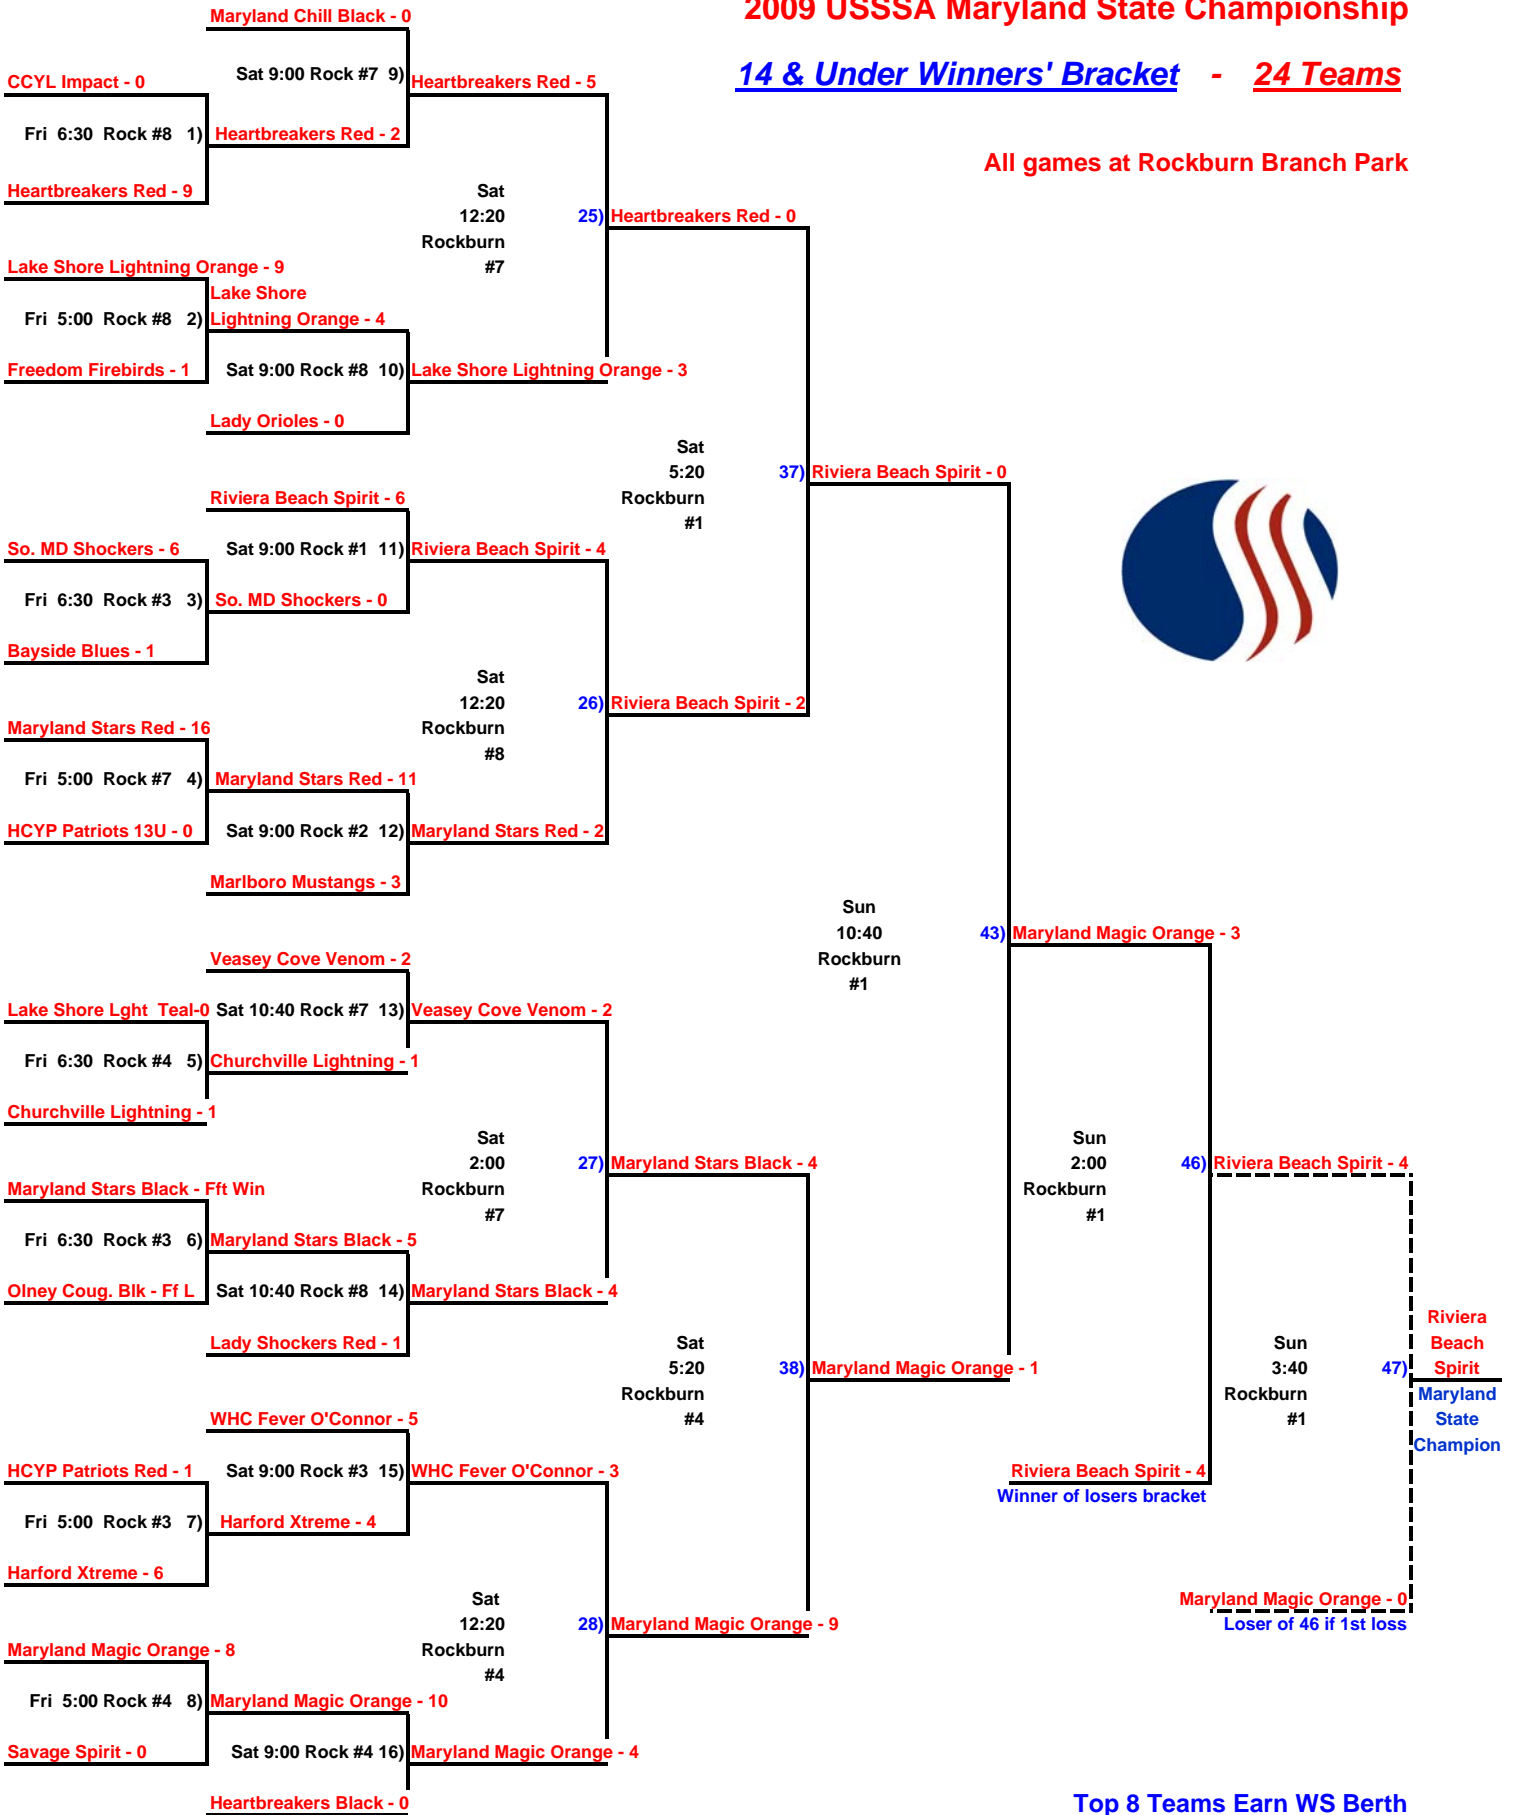 2009 USSSA Maryland State Championship
14 & Under Winners' Bracket - 24 Teams
All games at Rockburn Branch Park
Maryland Chill Black - 0
CCYL Impact - 0
Sat 9:00 Rock #7 9)
Heartbreakers Red - 5
Fri 6:30 Rock #8 1)
Heartbreakers Red - 2
Heartbreakers Red - 9
Sat
12:20
Rockburn
#7
25)
Heartbreakers Red - 0
Lake Shore Lightning Orange - 9
Lake Shore
Lightning Orange - 4
Fri 5:00 Rock #8 2)
Freedom Firebirds - 1
Sat 9:00 Rock #8 10)
Lake Shore Lightning Orange - 3
Lady Orioles - 0
Sat
5:20
Rockburn
#1
37)
Riviera Beach Spirit - 0
Riviera Beach Spirit - 6
So. MD Shockers - 6
Sat 9:00 Rock #1 11)
Riviera Beach Spirit - 4
Fri 6:30 Rock #3 3)
So. MD Shockers - 0
Bayside Blues - 1
Sat
12:20
Rockburn
#8
26)
Riviera Beach Spirit - 2
Maryland Stars Red - 16
Fri 5:00 Rock #7 4)
Maryland Stars Red - 11
HCYP Patriots 13U - 0
Sat 9:00 Rock #2 12)
Maryland Stars Red - 2
Marlboro Mustangs - 3
Sun
10:40
Rockburn
#1
43)
Maryland Magic Orange - 3
Veasey Cove Venom - 2
Lake Shore Lght Teal-0
Sat 10:40 Rock #7 13)
Veasey Cove Venom - 2
Fri 6:30 Rock #4 5)
Churchville Lightning - 1
Churchville Lightning - 1
Sat
2:00
Rockburn
#7
27)
Maryland Stars Black - 4
Sun
2:00
Rockburn
#1
46)
Riviera Beach Spirit - 4
Maryland Stars Black - Fft Win
Fri 6:30 Rock #3 6)
Maryland Stars Black - 5
Olney Coug. Blk - Ff L
Sat 10:40 Rock #8 14)
Maryland Stars Black - 4
Lady Shockers Red - 1
Sat
5:20
Rockburn
#4
38)
Maryland Magic Orange - 1
Sun
3:40
Rockburn
#1
47)
Riviera
Beach
Spirit
Maryland
State
Champion
WHC Fever O'Connor - 5
HCYP Patriots Red - 1
Sat 9:00 Rock #3 15)
WHC Fever O'Connor - 3
Riviera Beach Spirit - 4
Winner of losers bracket
Fri 5:00 Rock #3 7)
Harford Xtreme - 4
Harford Xtreme - 6
Sat
12:20
Rockburn
#4
28)
Maryland Magic Orange - 9
Maryland Magic Orange - 0
Loser of 46 if 1st loss
Maryland Magic Orange - 8
Fri 5:00 Rock #4 8)
Maryland Magic Orange - 10
Savage Spirit - 0
Sat 9:00 Rock #4 16)
Maryland Magic Orange - 4
Heartbreakers Black - 0
Top 8 Teams Earn WS Berth